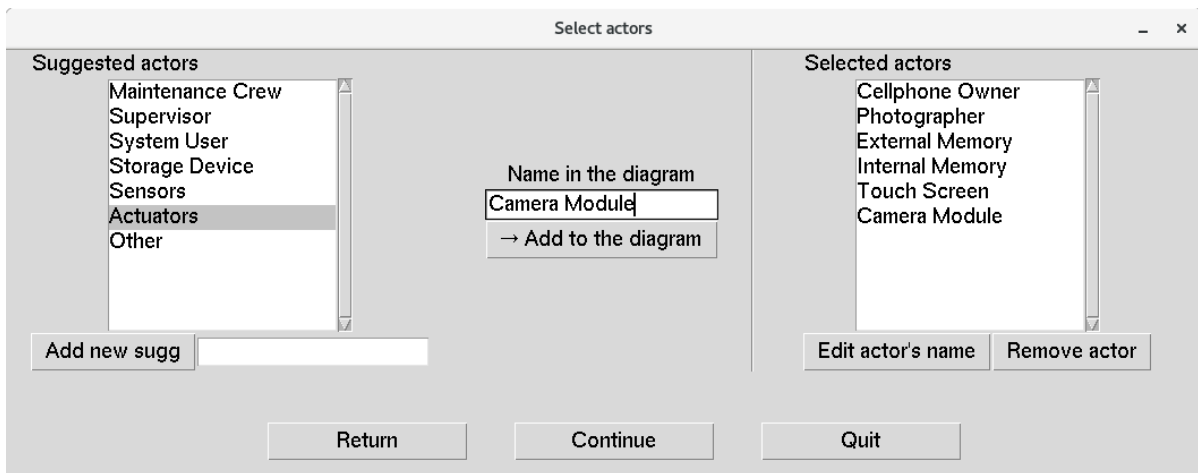 Select actors
Suggested actors
Maintenance Crew
Supervisor
System User
Storage Device
Sensors
Actuators
Other
Add new sugg
Name in the diagram
Camera Module
→ Add to the diagram
Selected actors
Cellphone Owner
Photographer
External Memory
Internal Memory
Touch Screen
Camera Module
Edit actor's name Remove actor
Return Continue Quit